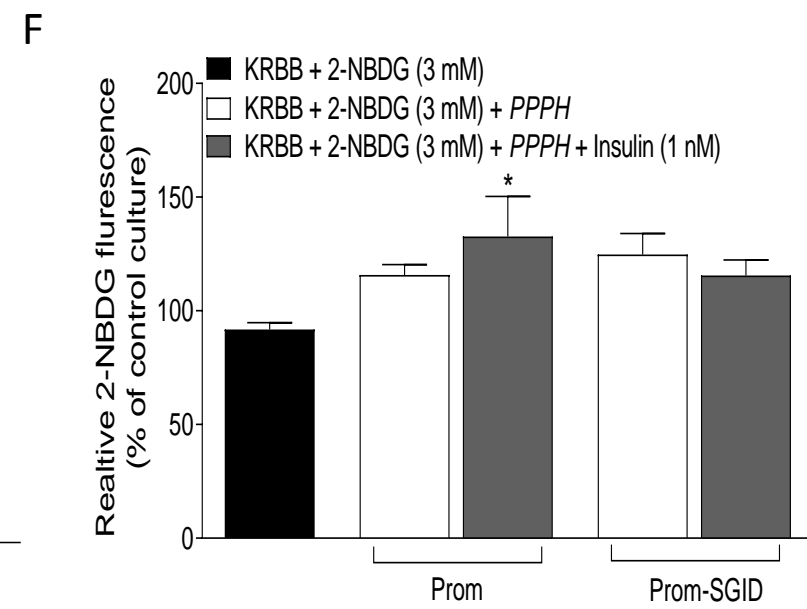 F
KRBB + 2-NBDG (3 mM)
KRBB + 2-NBDG (3 mM) + PPPH
KRBB + 2-NBDG (3 mM) + PPPH + Insulin (1 nM)
Realtive 2-NBDG flurescence
(% of control culture)
200
150
100
50
0
*
Prom
Prom-SGID